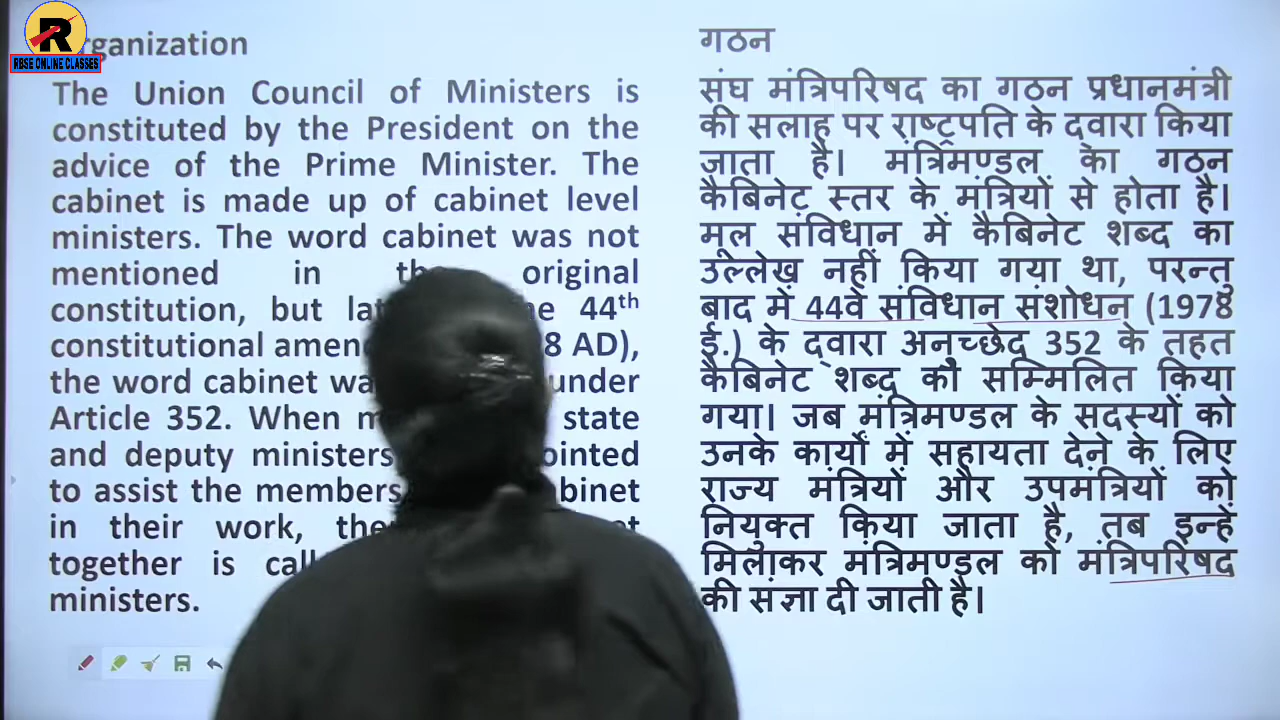 RBSE ONLINE CLASSES
rganization
The Union Council of Ministers is
constituted by the President on the
advice of the Prime Minister. The
cabinet is made up of cabinet level
ministers. The word cabinet was not
mentioned in original
constitution, but 44th
constitutional 8 AD),
the word cabinet under
Article 352. When state
and deputy ministers
to assist the members
in their work,
together is
ministers.
गठन
संघ मंत्रिपरिषद का गठन प्रधानमंत्री
की सलाह पर राष्ट्रपति के द्वारा किया
जाता है। मंत्रिमण्डल का गठन
कैबिनेट स्तर के मंत्रियों से होता है।
मूल संविधान में कैबिनेट शब्द का
उल्लेख नहीं किया गया था, परन्तु
बाद में 44वे संविधान संशोधन (1978
ई.) के द्वारा अनुच्छेद 352 के तहत
कैबिनेट शब्द को सम्मिलित किया
गया। जब मंत्रिमण्डल के सदस्यों को
उनके कार्यों में सहायता देने के लिए
राज्य मंत्रियों और उपमंत्रियों को
नियुक्त किया जाता है, तब इन्हें
मिलाकर मंत्रिमण्डल को मंत्रिपरिषद
की संज्ञा दी जाती है।